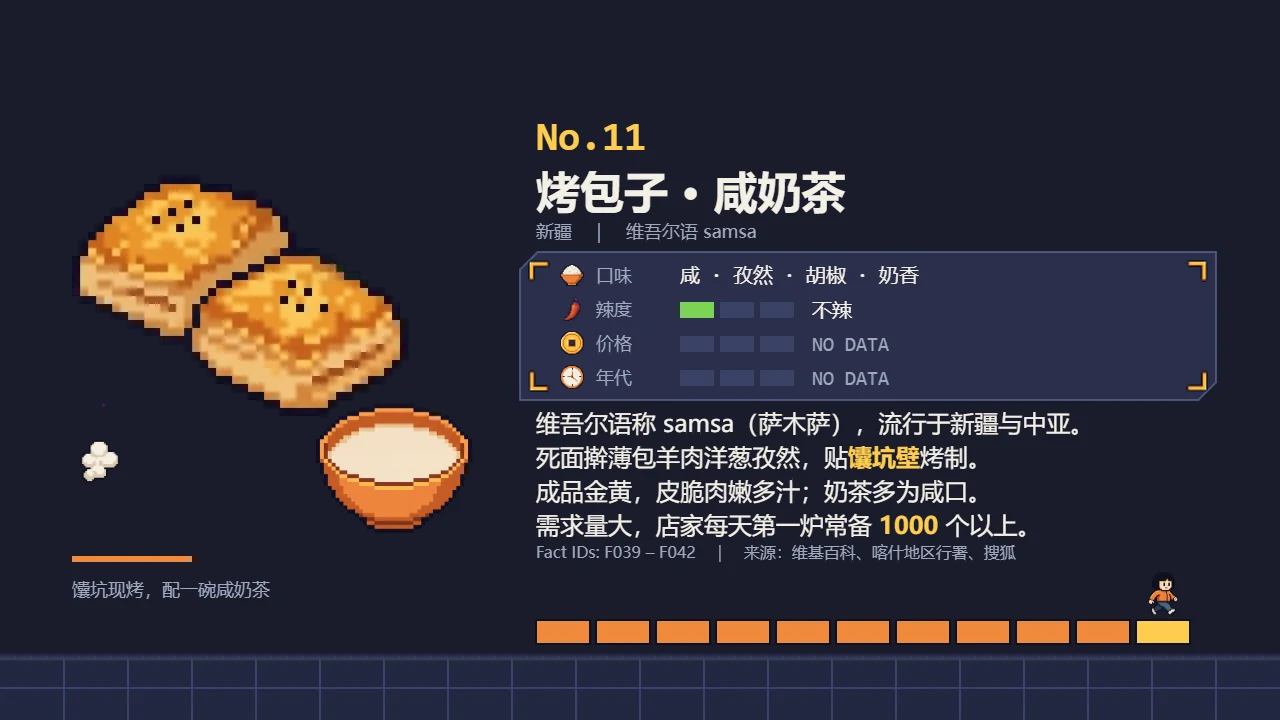 No.11
烤包子 · 咸奶茶
新疆 | 维吾尔语 samsa
口味 咸 · 孜然 · 胡椒 · 奶香
辣度 不辣
价格 NO DATA
年代 NO DATA
维吾尔语称 samsa（萨木萨），流行于新疆与中亚。
死面擀薄包羊肉洋葱孜然，贴馕坑壁烤制。
成品金黄，皮脆肉嫩多汁；奶茶多为咸口。
需求量大，店家每天第一炉常备 1000 个以上。
Fact IDs: F039 – F042 | 来源：维基百科、喀什地区行署、搜狐
馕坑现烤，配一碗咸奶茶